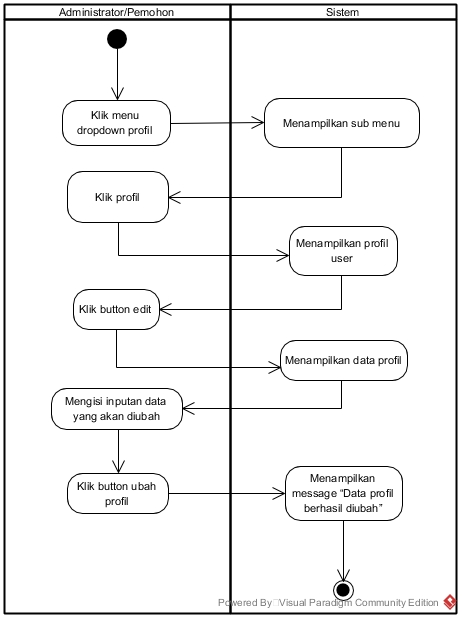 Administrator/Pemohon
Sistem
Klik menu
dropdown profil
Menampilkan sub menu
Klik profil
Menampilkan profil
user
Klik button edit
Menampilkan data profil
Mengisi inputan data
yang akan diubah
Klik button ubah
profil
Menampilkan
message “Data profil
berhasil diubah”
Powered By Visual Paradigm Community Edition